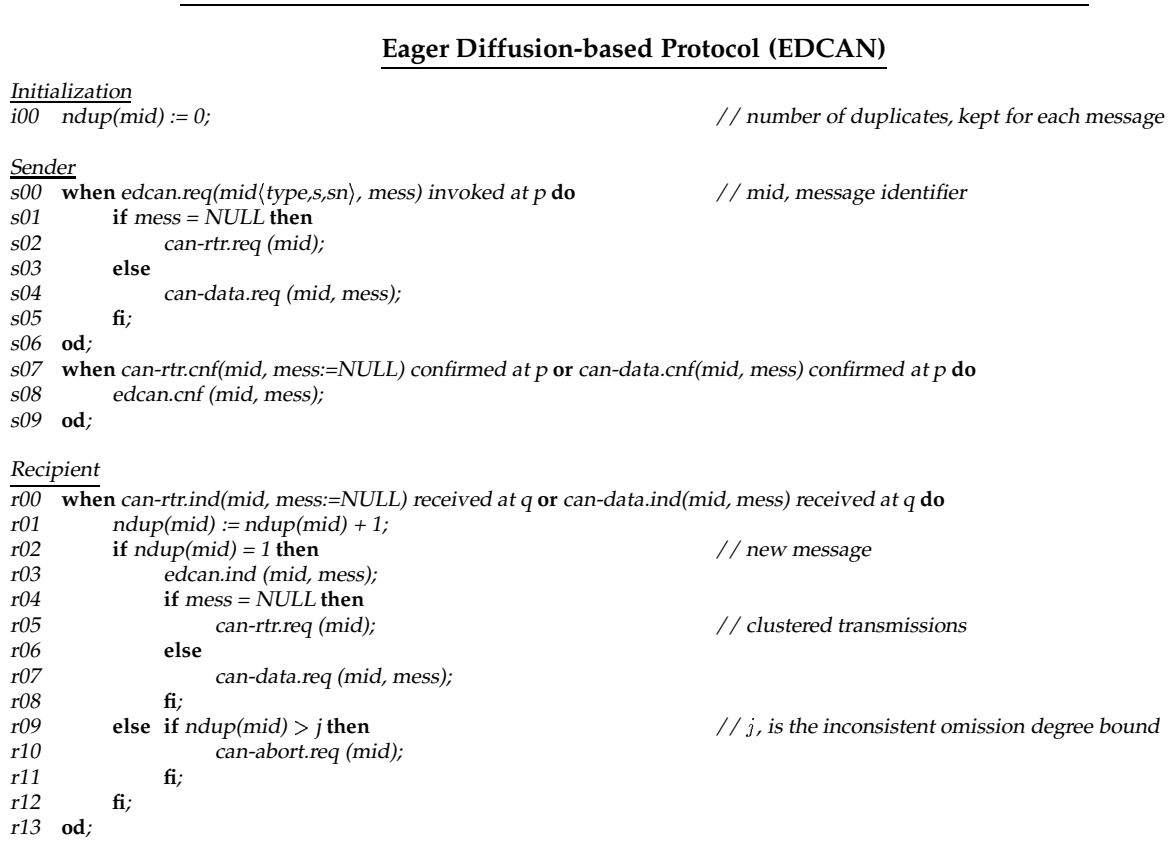 Eager Diffusion-based Protocol (EDCAN)
Initialization
i00 ndup(mid) := 0; // number of duplicates, kept for each message
Sender
s00 when edcan.req(mid⟨type,s,sn⟩, mess) invoked at p do // mid, message identifier
s01 if mess = NULL then
s02 can-rtr.req (mid);
s03 else
s04 can-data.req (mid, mess);
s05 fi;
s06 od;
s07 when can-rtr.cnf(mid, mess:=NULL) confirmed at p or can-data.cnf(mid, mess) confirmed at p do
s08 edcan.cnf (mid, mess);
s09 od;
Recipient
r00 when can-rtr.ind(mid, mess:=NULL) received at q or can-data.ind(mid, mess) received at q do
r01 ndup(mid) := ndup(mid) + 1;
r02 if ndup(mid) = 1 then // new message
r03 edcan.ind (mid, mess);
r04 if mess = NULL then
r05 can-rtr.req (mid); // clustered transmissions
r06 else
r07 can-data.req (mid, mess);
r08 fi;
r09 else if ndup(mid) > j then // j, is the inconsistent omission degree bound
r10 can-abort.req (mid);
r11 fi;
r12 fi;
r13 od;